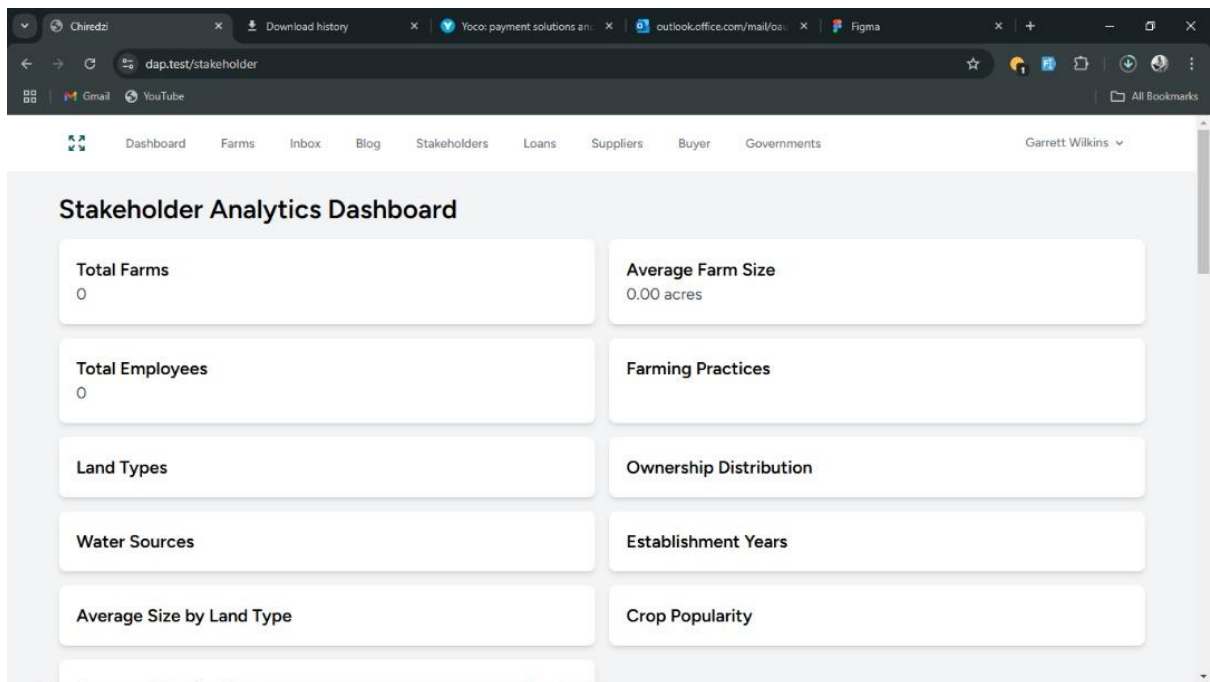 Chiredzi
Download history
Yoco: payment solutions an
outlook.office.com/mail/oau
Figma
dap.test/stakeholder
Gmail
YouTube
All Bookmarks
Dashboard
Farms
Inbox
Blog
Stakeholders
Loans
Suppliers
Buyer
Governments
Garrett Wilkins
Stakeholder Analytics Dashboard
Total Farms
0
Average Farm Size
0.00 acres
Total Employees
0
Farming Practices
Land Types
Ownership Distribution
Water Sources
Establishment Years
Average Size by Land Type
Crop Popularity